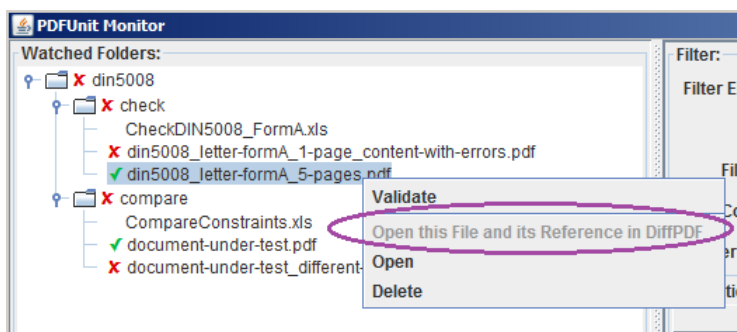 PDFUnit Monitor
Watched Folders:
Filter:
din5008
Filter E
check
CheckDIN5008_FormA.xls
din5008_letter-formA_1-page_content-with-errors.pdf
din5008_letter-formA_5-pages.pdf
Fil
Validate
compare
CompareConstraints.xls
Open this File and its Reference in DiffPDF
document-under-test.pdf
Open
document-under-test_different-
Delete